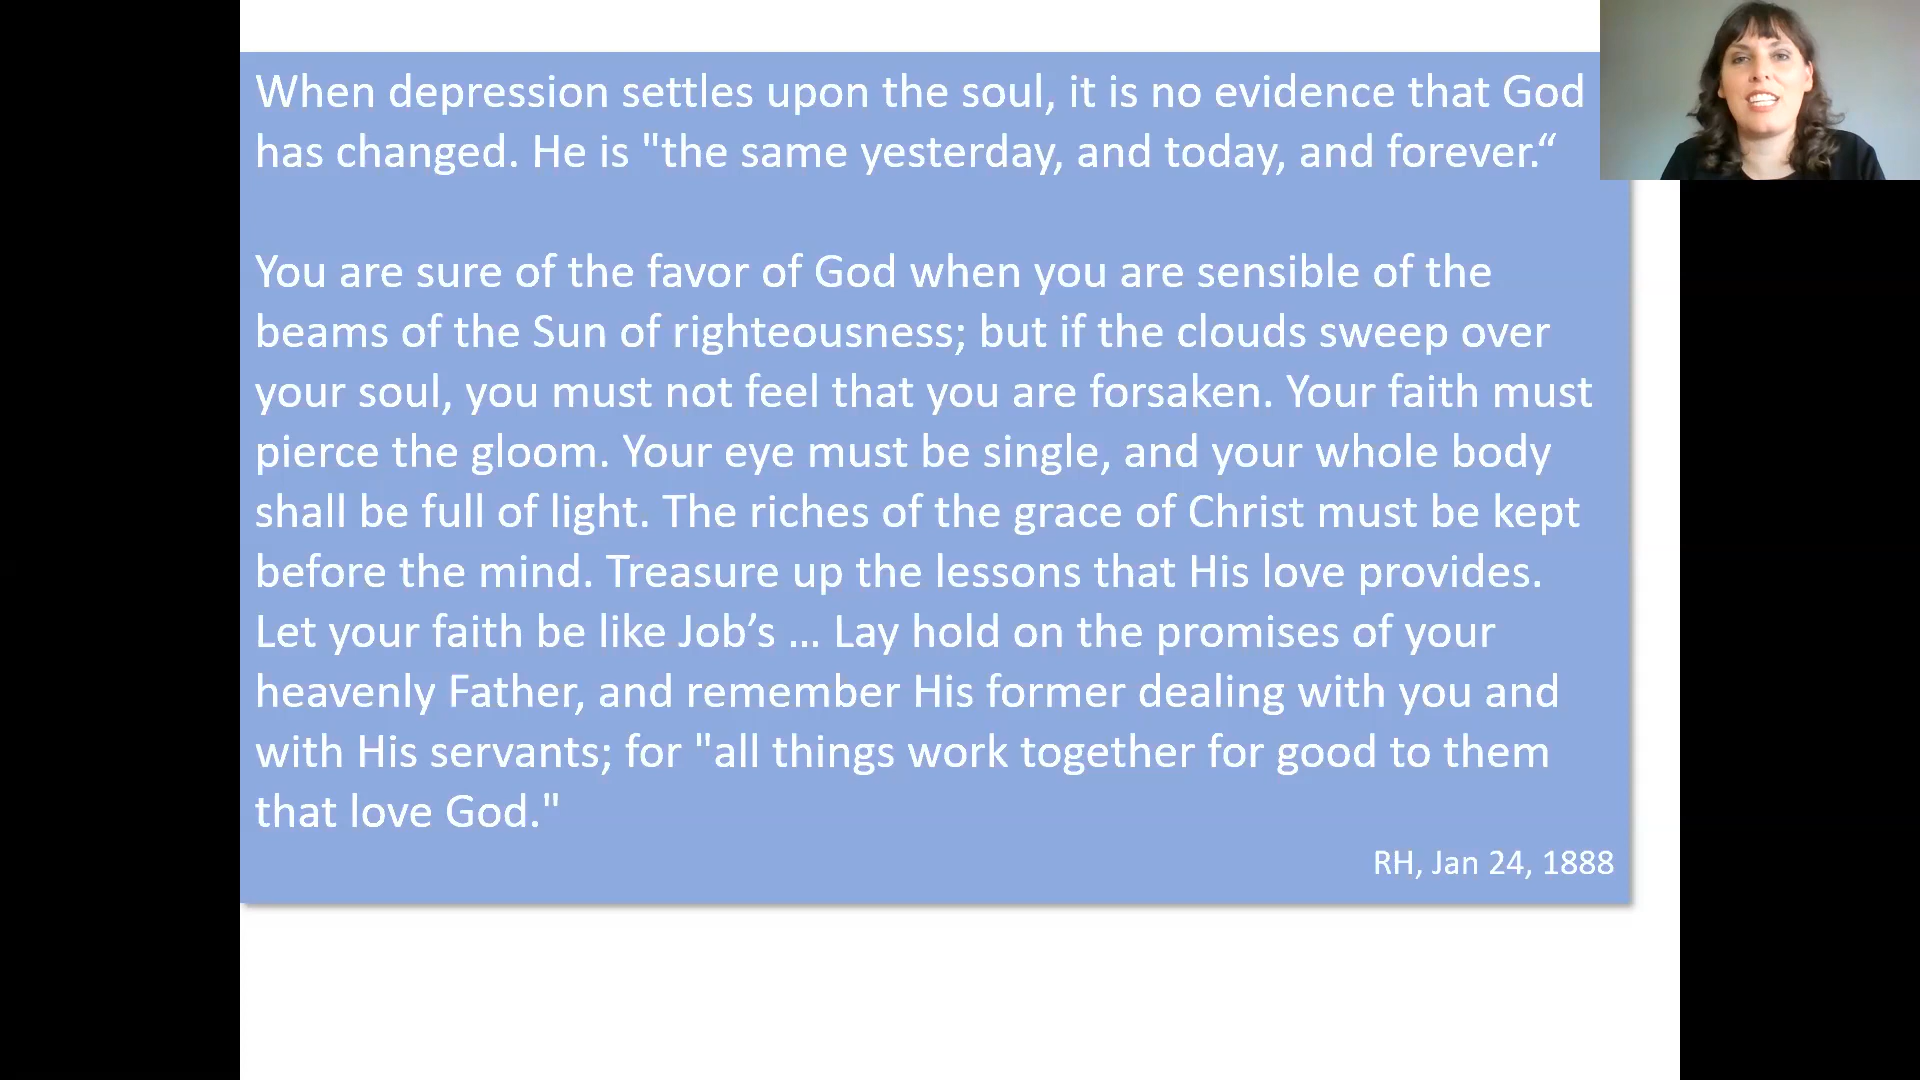 When depression settles upon the soul, it is no evidence that God
has changed. He is "the same yesterday, and today, and forever.“
You are sure of the favor of God when you are sensible of the
beams of the Sun of righteousness; but if the clouds sweep over
your soul, you must not feel that you are forsaken. Your faith must
pierce the gloom. Your eye must be single, and your whole body
shall be full of light. The riches of the grace of Christ must be kept
before the mind. Treasure up the lessons that His love provides.
Let your faith be like Job’s … Lay hold on the promises of your
heavenly Father, and remember His former dealing with you and
with His servants; for "all things work together for good to them
that love God."
RH, Jan 24, 1888